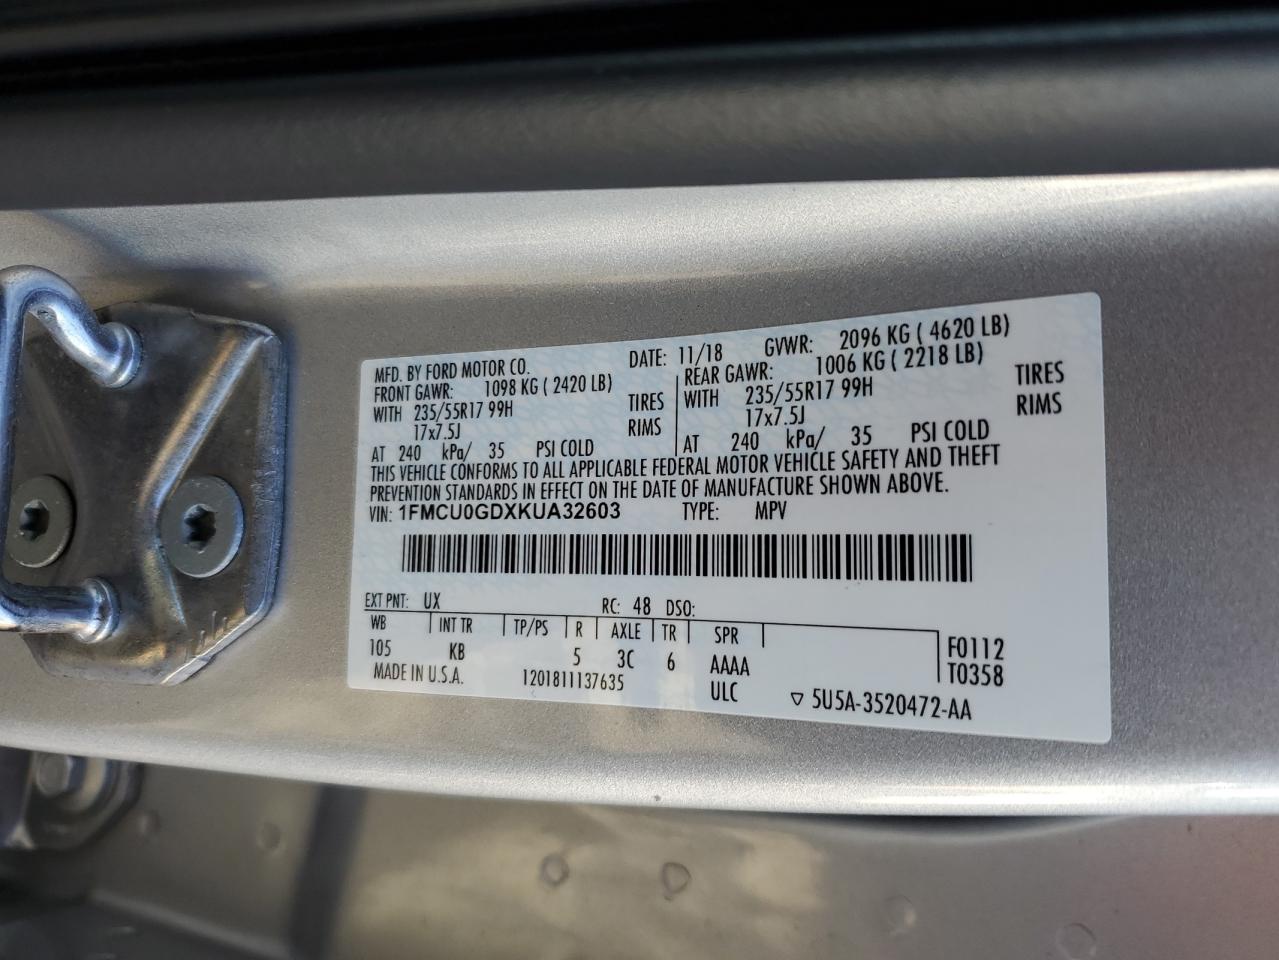 MFD. BY FORD MOTOR CO. DATE: 11/18 GVWR: 2096 KG ( 4620 LB)
FRONT GAWR: 1098 KG ( 2420 LB) REAR GAWR: 1006 KG ( 2218 LB)
WITH 235/55R17 99H TIRES WITH 235/55R17 99H TIRES
17x7.5J RIMS 17x7.5J RIMS
AT 240 kPa/ 35 PSI COLD AT 240 kPa/ 35 PSI COLD
THIS VEHICLE CONFORMS TO ALL APPLICABLE FEDERAL MOTOR VEHICLE SAFETY AND THEFT
PREVENTION STANDARDS IN EFFECT ON THE DATE OF MANUFACTURE SHOWN ABOVE.
VIN: 1FMCU0GDXKUA32603 TYPE: MPV
EXT PNT: UX RC: 48 DSO:
WB INT TR TP/PS R AXLE TR SPR F0112
105 KB 5 3C 6 AAAA T0358
MADE IN U.S.A. 1201811137635 ULC ▽ 5U5A-3520472-AA